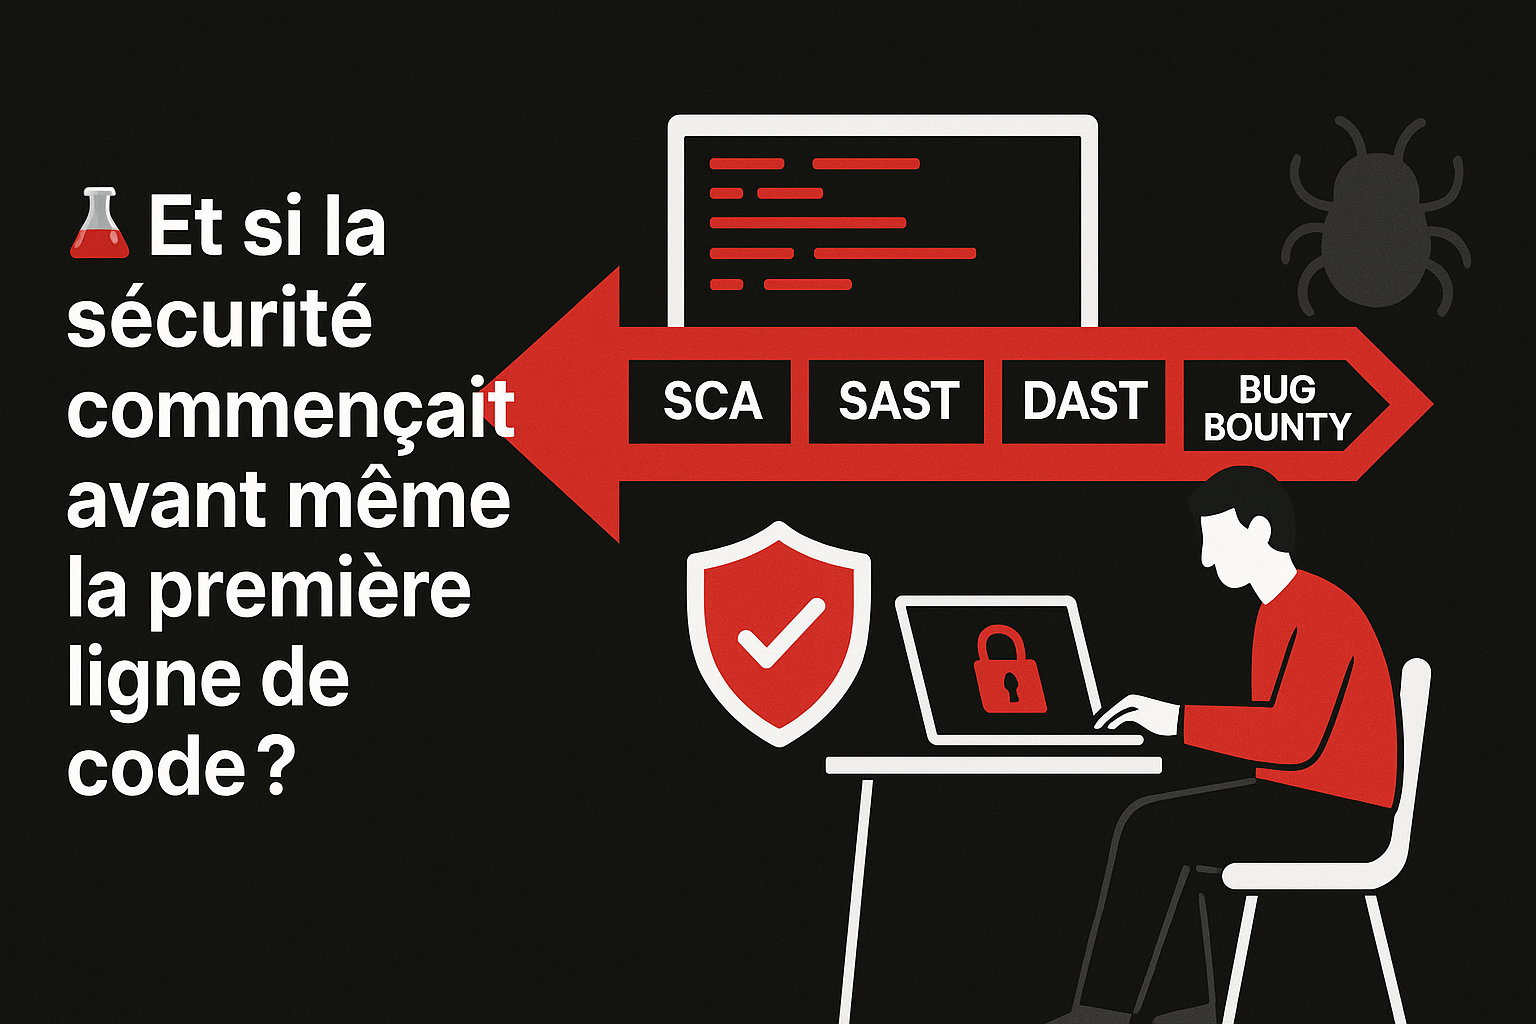 Et si la
sécurité
commençait
avant même
la première
ligne de
code ?
SCA
SAST
DAST
BUG
BOUNTY